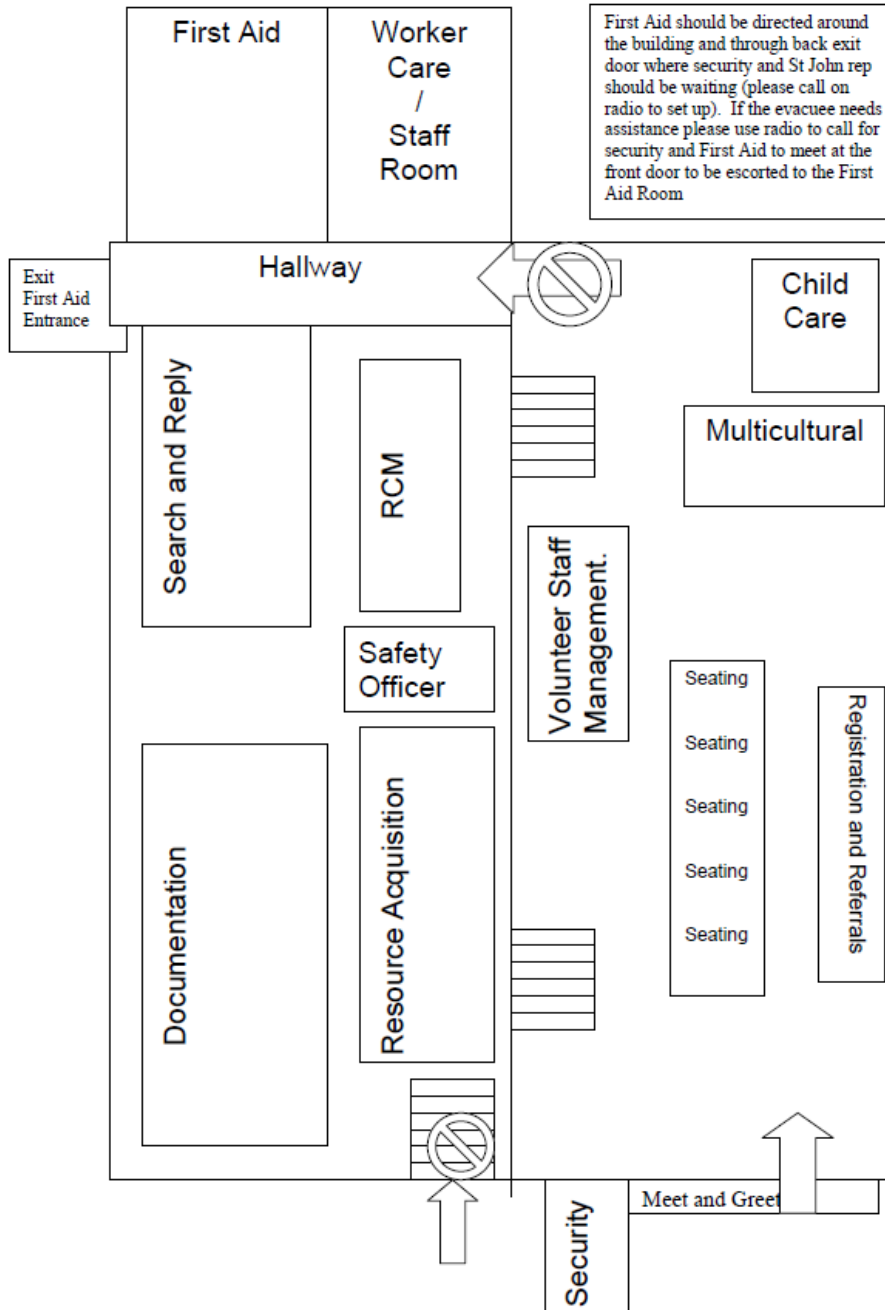 First Aid
Worker
Care
/
Staff
Room
First Aid should be directed around
the building and through back exit
door where security and St John rep
should be waiting (please call on
radio to set up).  If the evacuee needs
assistance please use radio to call for
security and First Aid to meet at the
front door to be escorted to the First
Aid Room
Exit
First Aid
Entrance
Hallway
Child
Care
Multicultural
Search and Reply
RCM
Volunteer Staff
Management.
Safety
Officer
Seating
Seating
Seating
Seating
Seating
Registration and Referrals
Documentation
Resource Acquisition
Security
Meet and Greet